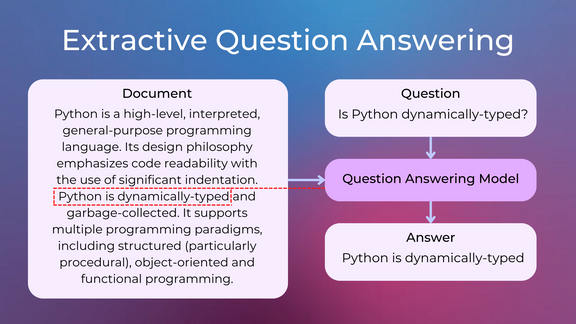 Extractive Question Answering
Document
Python is a high-level, interpreted,
general-purpose programming
language. Its design philosophy
emphasizes code readability with
the use of significant indentation.
Python is dynamically-typed and
garbage-collected. It supports
multiple programming paradigms,
including structured (particularly
procedural), object-oriented and
functional programming.
Question
Is Python dynamically-typed?
Question Answering Model
Answer
Python is dynamically-typed